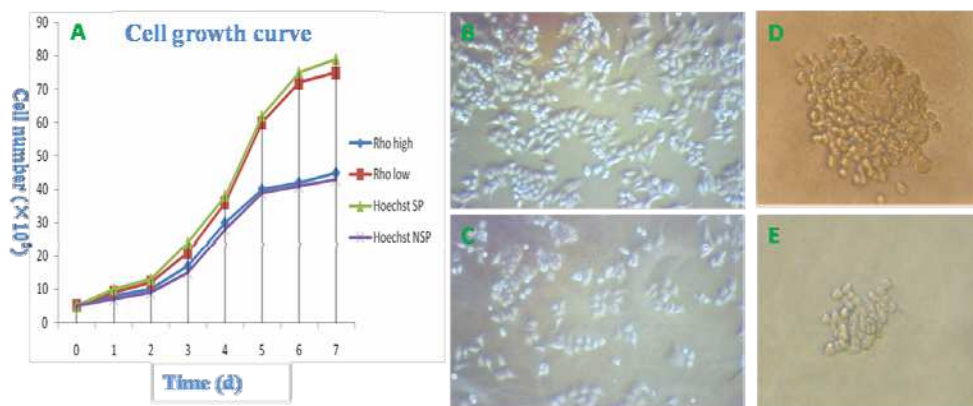 A
Cell growth curve
Cell number (×10⁴)
90
80
70
60
50
40
30
20
10
0
0 1 2 3 4 5 6 7
Time (d)
Rho high
Rho low
Hoechst SP
Hoechst NSP
B
C
D
E